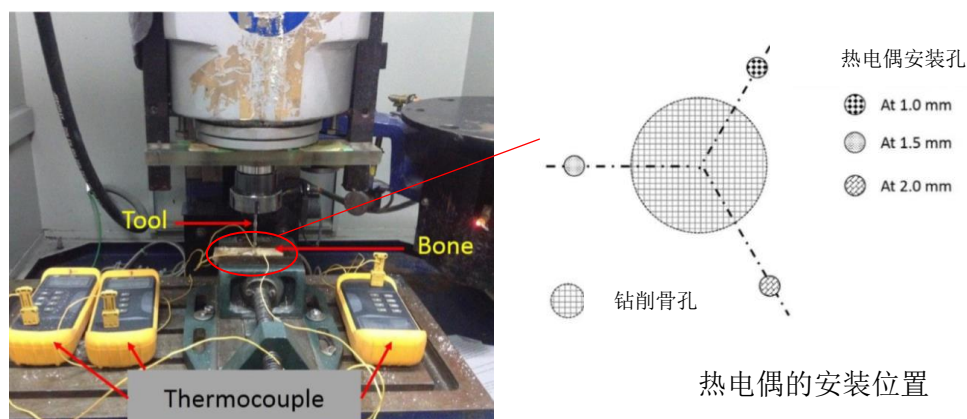 Tool
Bone
Thermocouple
热电偶安装孔
At 1.0 mm
At 1.5 mm
At 2.0 mm
钻削骨孔
热电偶的安装位置